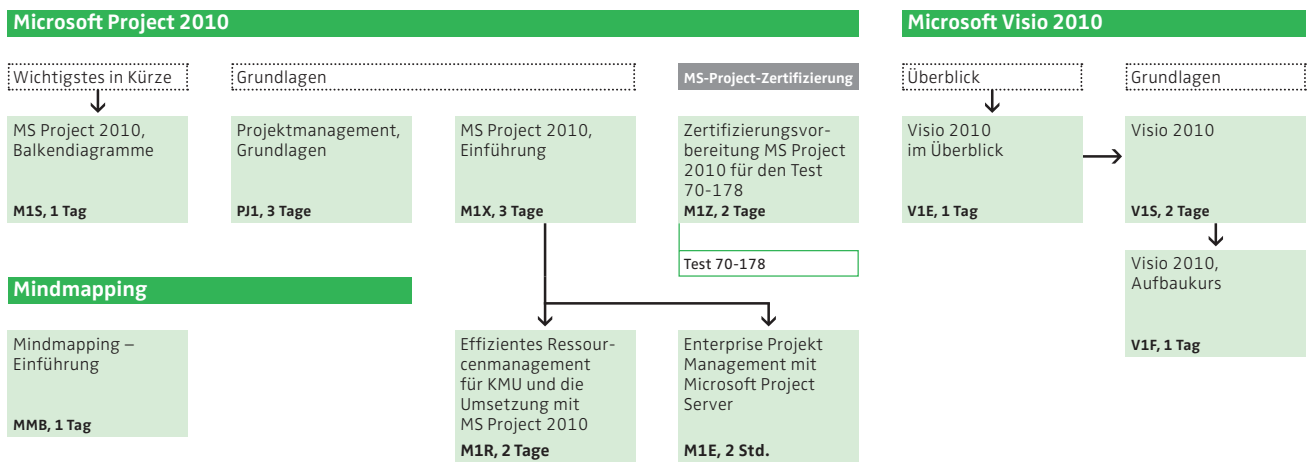 Microsoft Project 2010
Wichtigstes in Kürze
Grundlagen
MS-Project-Zertifizierung
MS Project 2010,
Balkendiagramme
M1S, 1 Tag
Projektmanagement,
Grundlagen
PJ1, 3 Tage
MS Project 2010,
Einführung
M1X, 3 Tage
Zertifizierungsvor-
bereitung MS Project
2010 für den Test
70-178
M1Z, 2 Tage
Test 70-178
Effizientes Ressour-
cenmanagement
für KMU und die
Umsetzung mit
MS Project 2010
M1R, 2 Tage
Enterprise Projekt
Management mit
Microsoft Project
Server
M1E, 2 Std.
Mindmapping
Mindmapping –
Einführung
MMB, 1 Tag
Microsoft Visio 2010
Überblick
Grundlagen
Visio 2010
im Überblick
V1E, 1 Tag
Visio 2010
V1S, 2 Tage
Visio 2010,
Aufbaukurs
V1F, 1 Tag